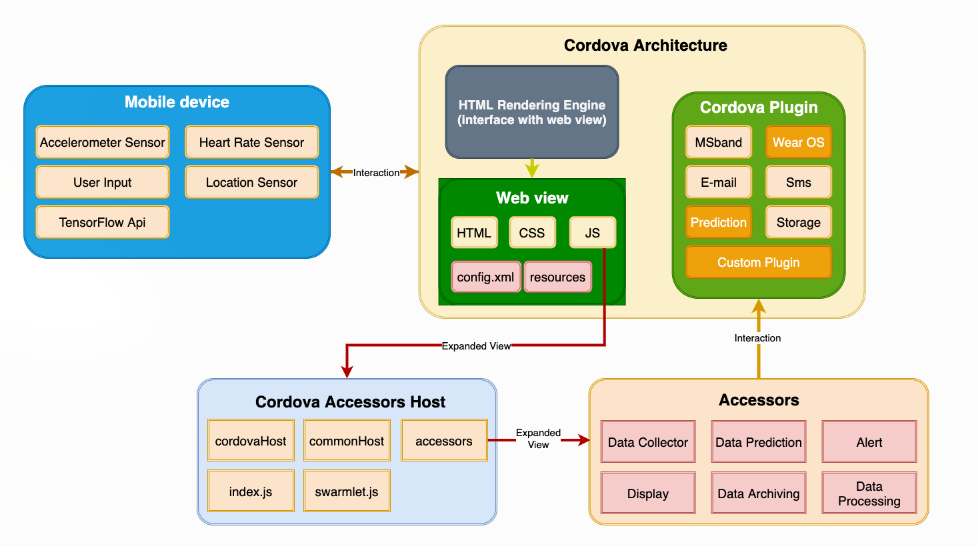 Cordova Architecture
Mobile device
Accelerometer Sensor
Heart Rate Sensor
User Input
Location Sensor
TensorFlow Api
Interaction
HTML Rendering Engine
(interface with web view)
Web view
HTML
CSS
JS
config.xml
resources
Cordova Plugin
MSband
Wear OS
E-mail
Sms
Prediction
Storage
Custom Plugin
Interaction
Expanded View
Cordova Accessors Host
cordovaHost
commonHost
accessors
index.js
swarmlet.js
Expanded
View
Accessors
Data Collector
Data Prediction
Alert
Display
Data Archiving
Data
Processing